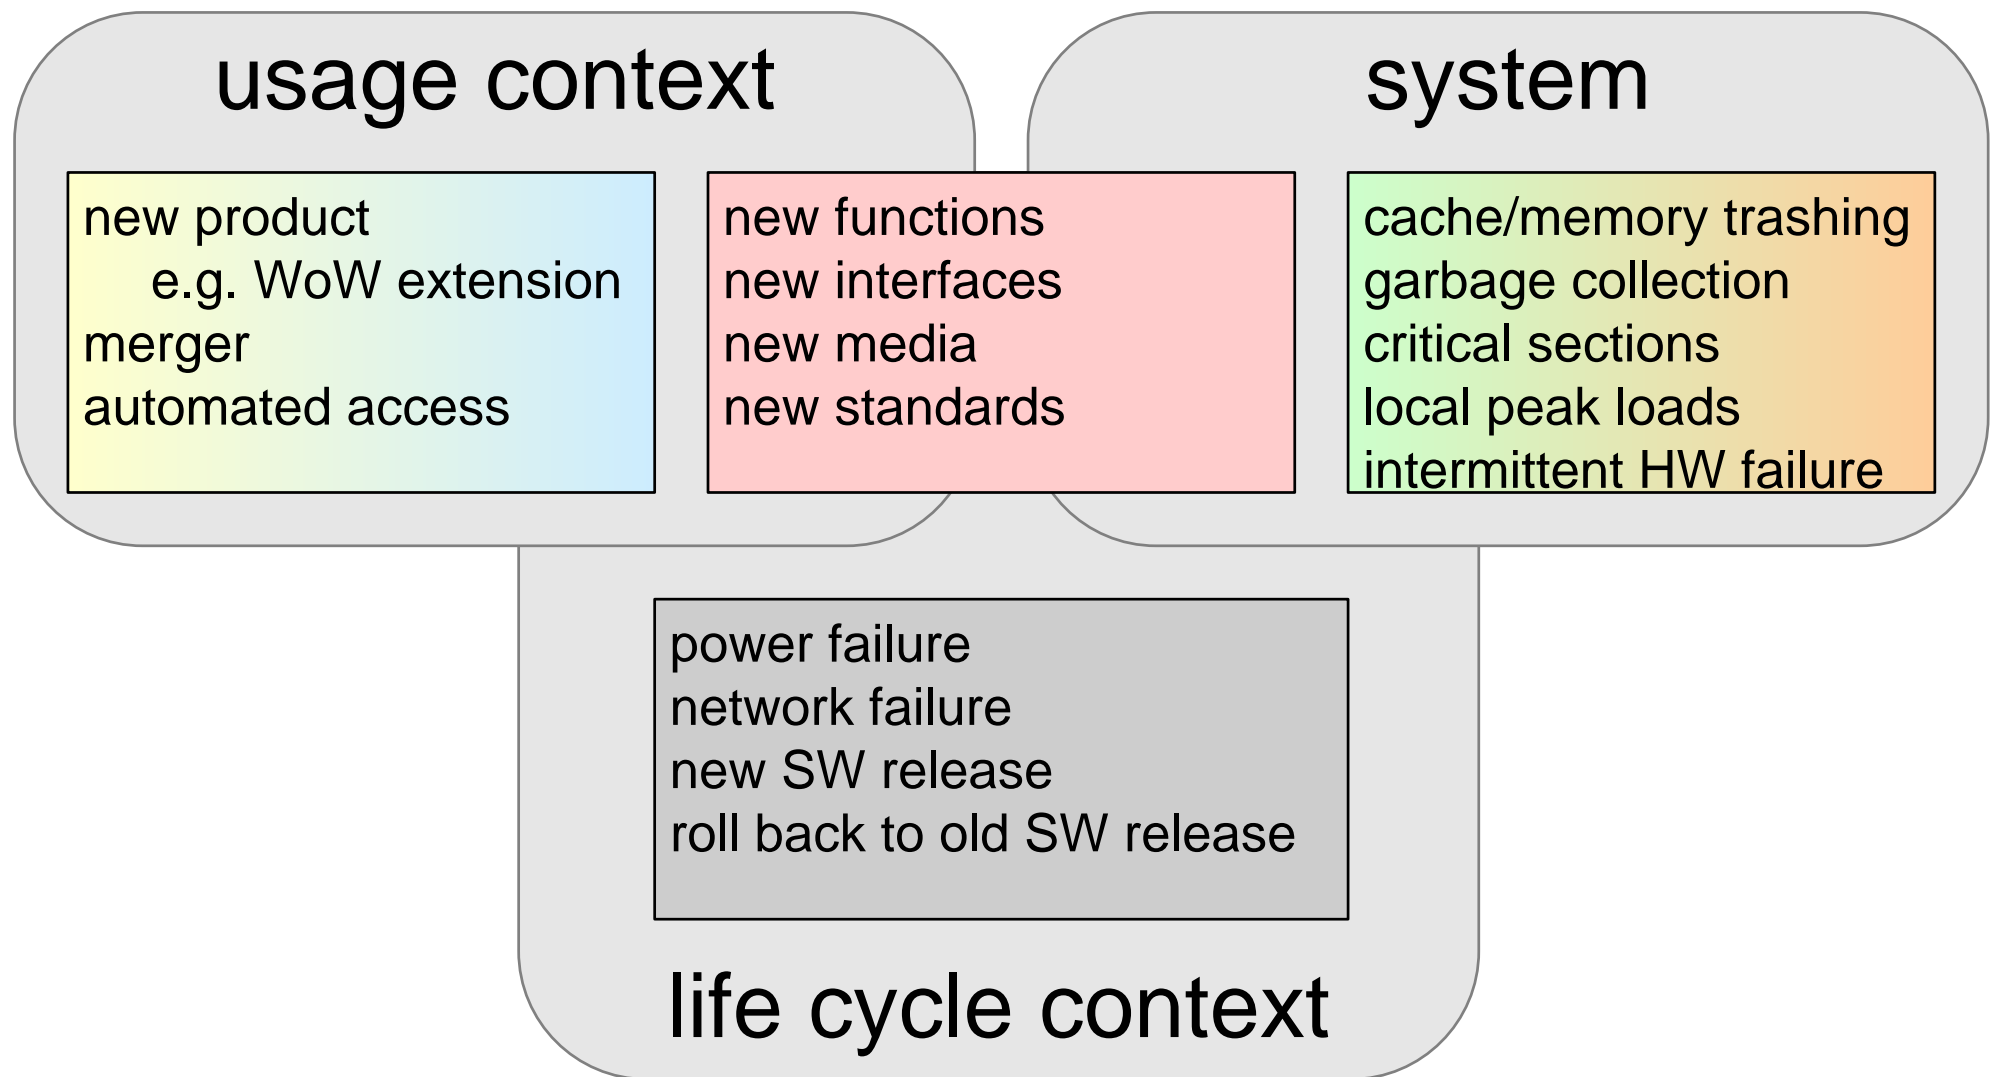 usage context
system
new product
e.g. WoW extension
merger
automated access
new functions
new interfaces
new media
new standards
cache/memory trashing
garbage collection
critical sections
local peak loads
intermittent HW failure
power failure
network failure
new SW release
roll back to old SW release
life cycle context